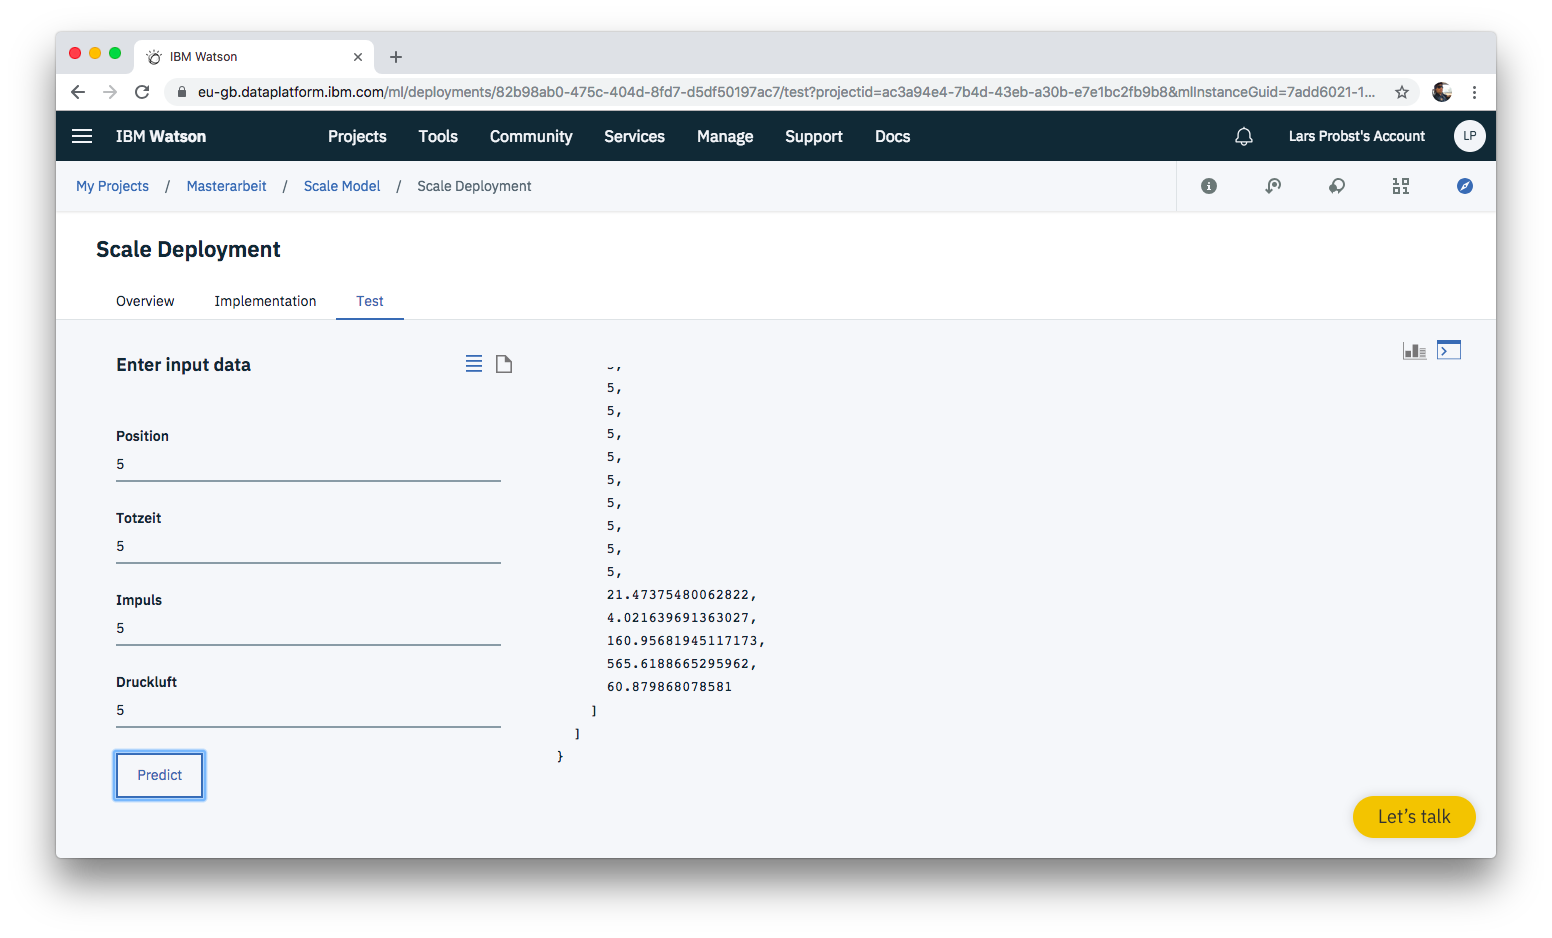 IBM Watson
eu-gb.dataplatform.ibm.com/ml/deployments/82b98ab0-475c-404d-8fd7-d5df50197ac7/test?projectid=ac3a94e4-7b4d-43eb-a30b-e7e1bc2fb9b8&mlInstanceGuid=7add6021-1...
IBM Watson Projects Tools Community Services Manage Support Docs Lars Probst's Account LP
My Projects / Masterarbeit / Scale Model / Scale Deployment
Scale Deployment
Overview Implementation Test
Enter input data
Position
5
Totzeit
5
Impuls
5
Druckluft
5
Predict
5,
5,
5,
5,
5,
5,
5,
5,
5,
21.47375480062822,
4.021639691363027,
160.95681945117173,
565.6188665295962,
60.879868078581
]
]
}
Let's talk